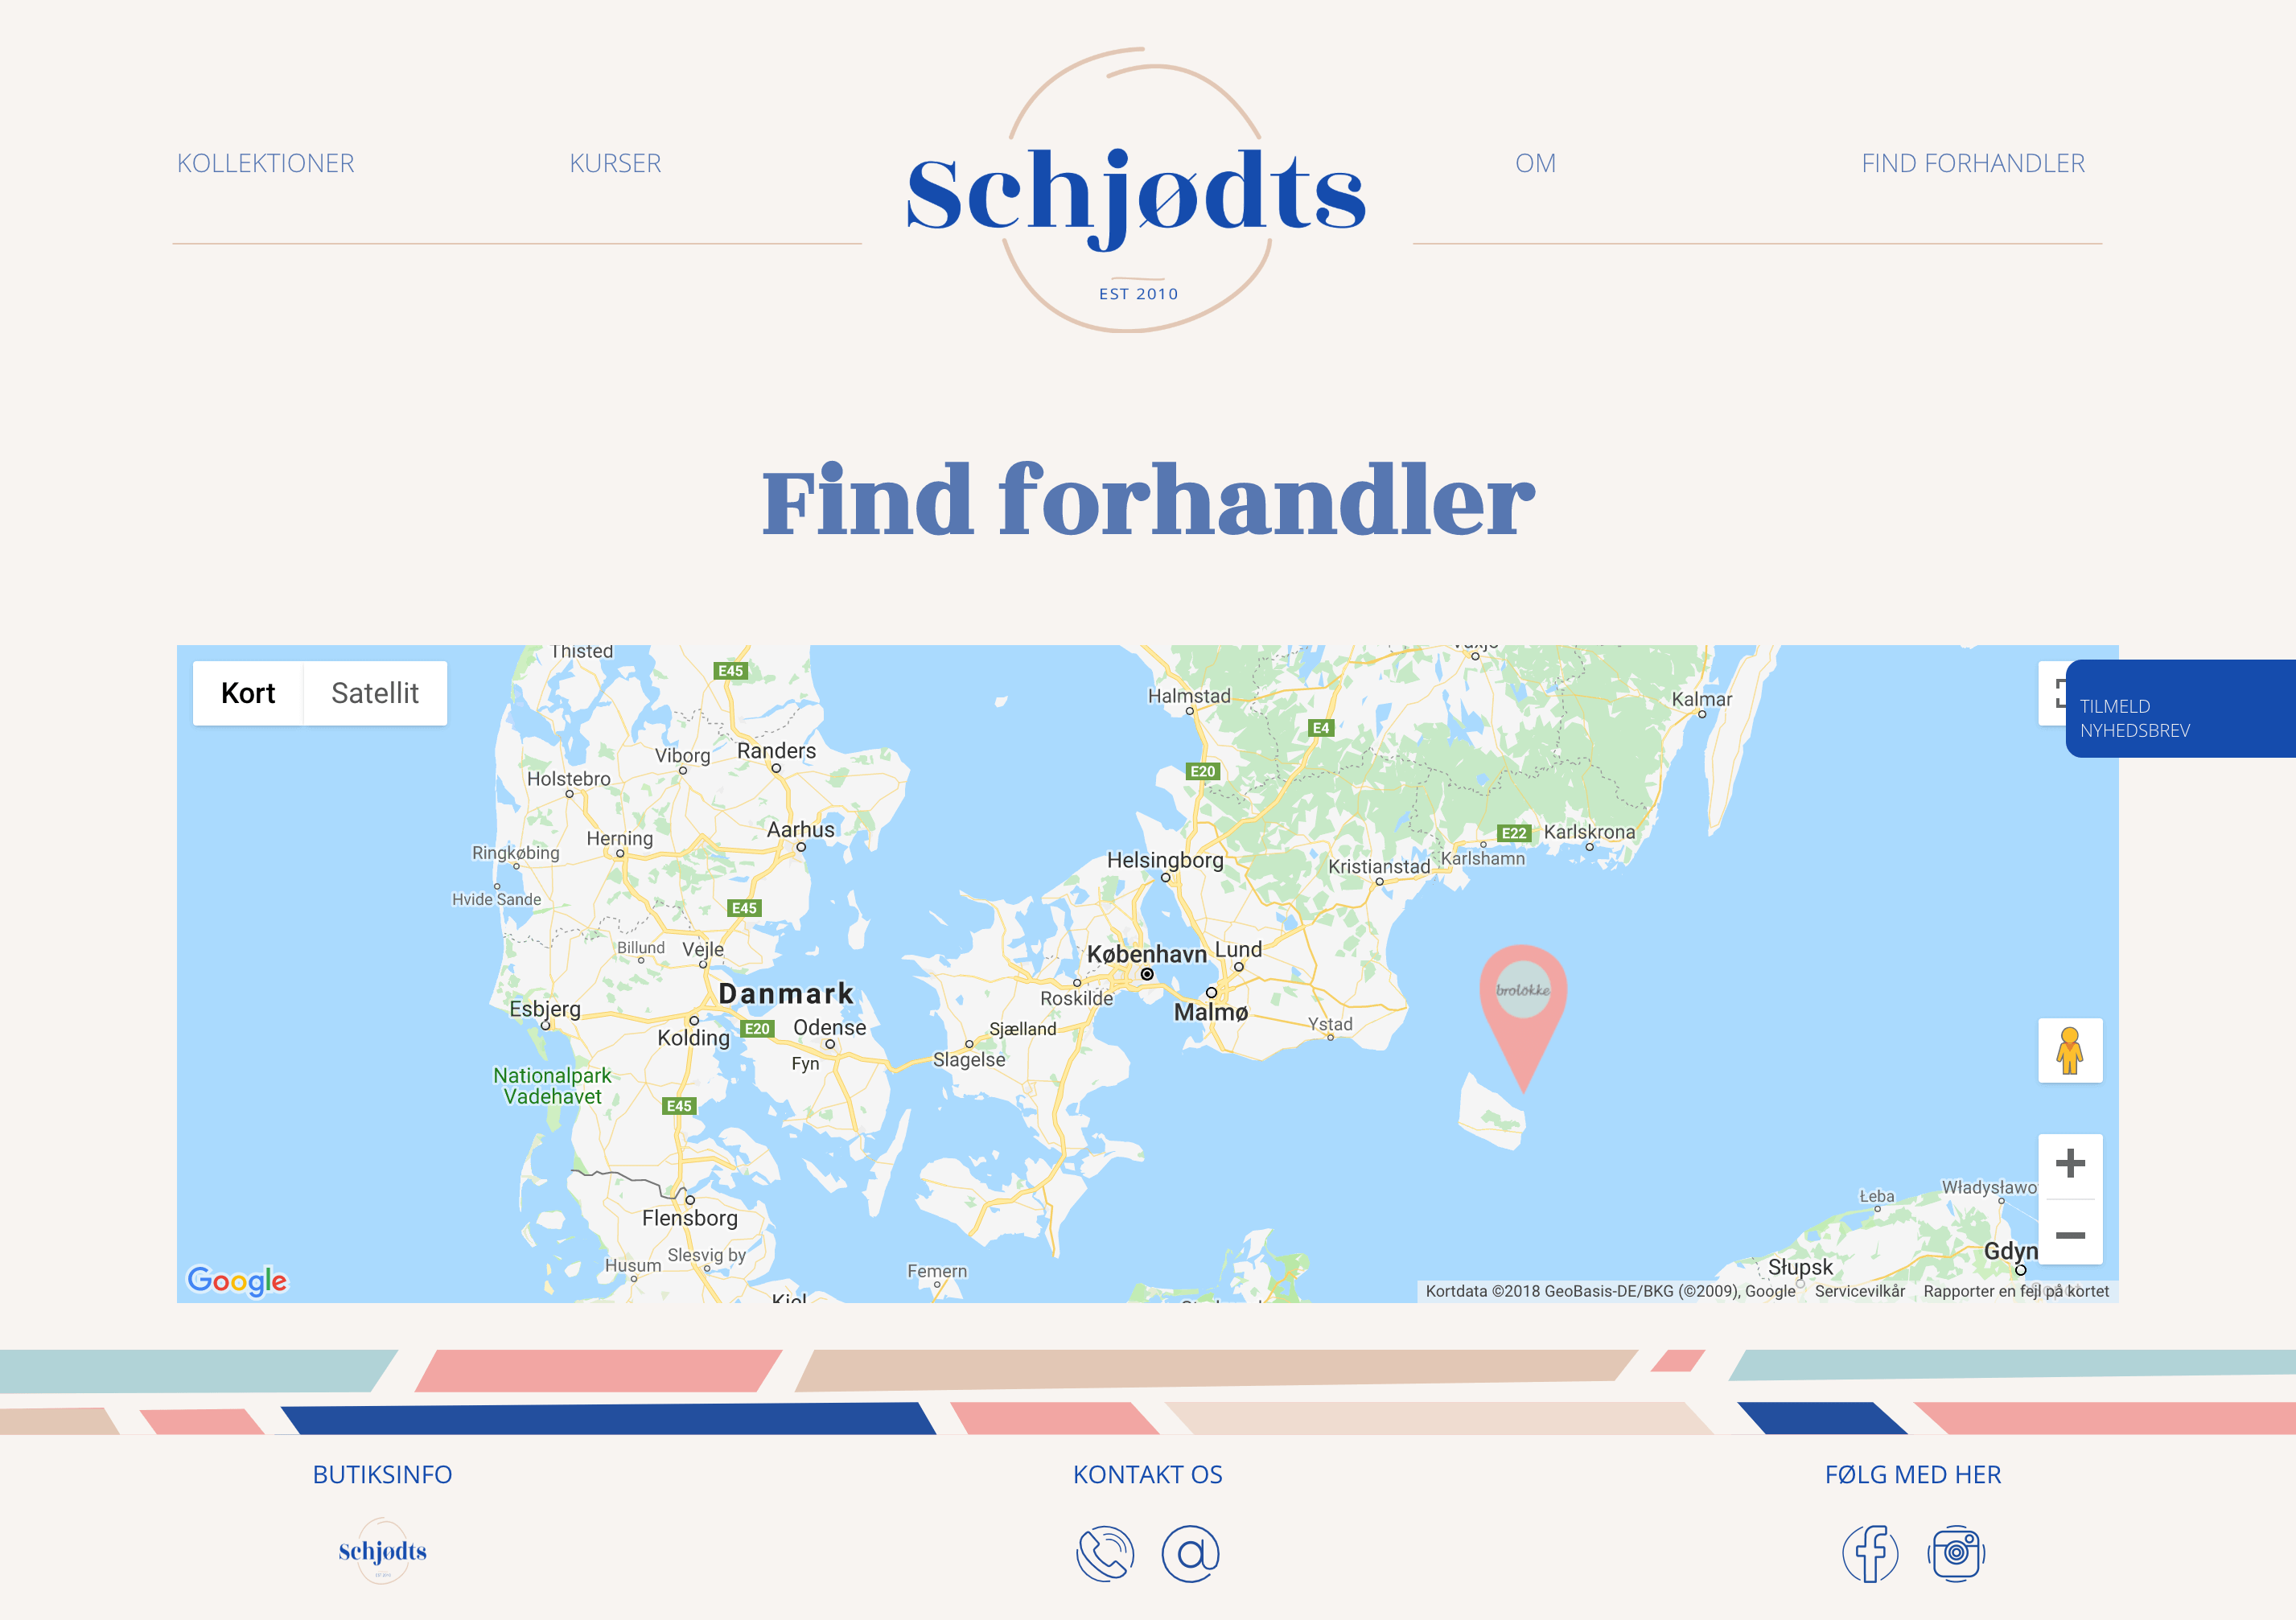 KOLLEKTIONER
KURSER
Schjødts
EST 2010
OM
FIND FORHANDLER
Find forhandler
Kort
Satellit
TILMELD
NYHEDSBREV
Thisted
E45
Halmstad
Kalmar
E4
Viborg
Randers
Holstebro
E20
Aarhus
Herning
Ringkøbing
E22
Karlskrona
Helsingborg
Karlshamn
Kristianstad
Hvide Sande
E45
Billund
Vejle
København
Lund
Danmark
brolökke
Roskilde
Malmø
Esbjerg
Kolding
E20
Odense
Sjælland
Ystad
Fyn
Slagelse
Nationalpark
Vadehavet
E45
Łeba
Władysławo
Flensborg
Slesvig by
Husum
Femern
Gdyn
Słupsk
Google
Kiel
Kortdata ©2018 GeoBasis-DE/BKG (©2009), Google
Servicevilkår
Rapporter en fejl på kortet
BUTIKSINFO
KONTAKT OS
FØLG MED HER
Schjødts